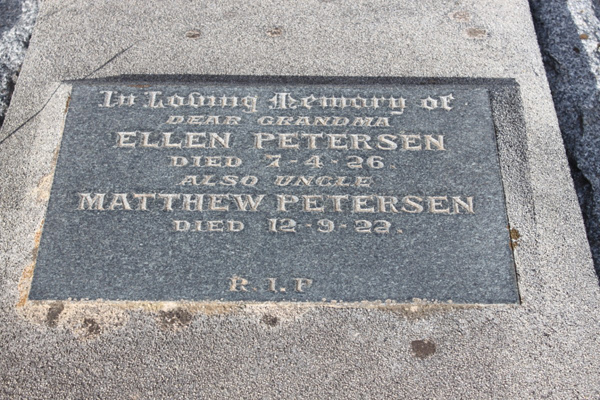 In Loving Memory of
DEAR GRANDMA
ELLEN PETERSEN
DIED 7-4-26
ALSO UNCLE
MATTHEW PETERSEN
DIED 12-9-22.
R.I.P